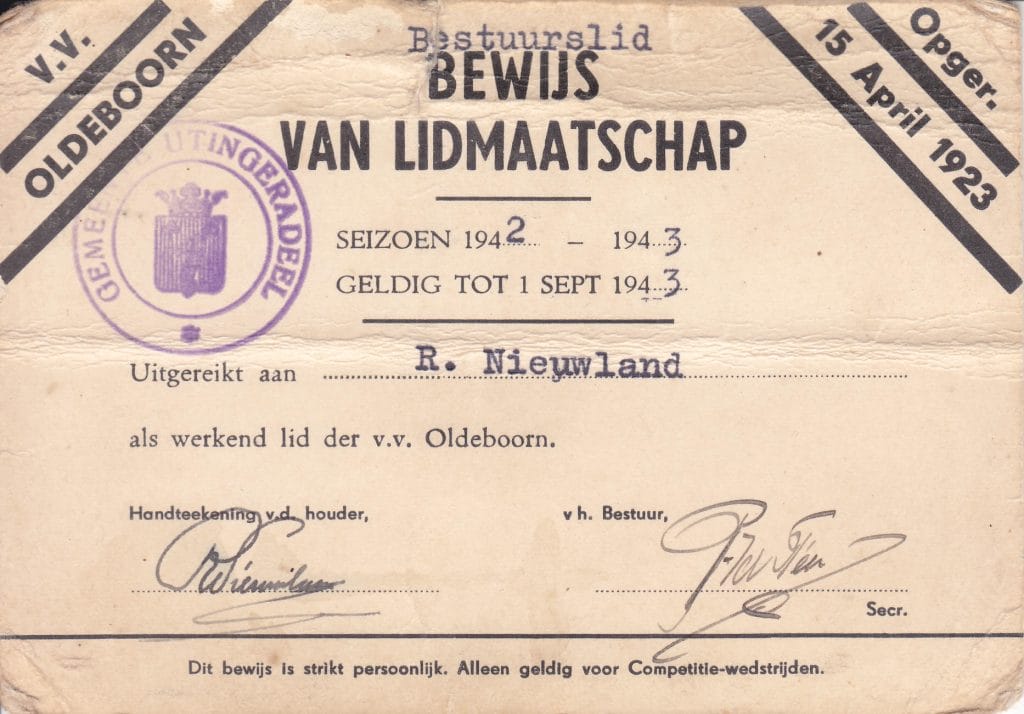 V.V.
OLDEBOORN
Opger.
15 April 1923
Bestuurslid
BEWIJS
VAN LIDMAATSCHAP
GEMEENTE UTINGERADEEL
SEIZOEN 1942 – 1943
GELDIG TOT 1 SEPT 1943
Uitgereikt aan R. Nieuwland
als werkend lid der v.v. Oldeboorn.
Handteekening v.d. houder, v h. Bestuur,
RNieuwland
Secr.
Dit bewijs is strikt persoonlijk. Alleen geldig voor Competitie-wedstrijden.